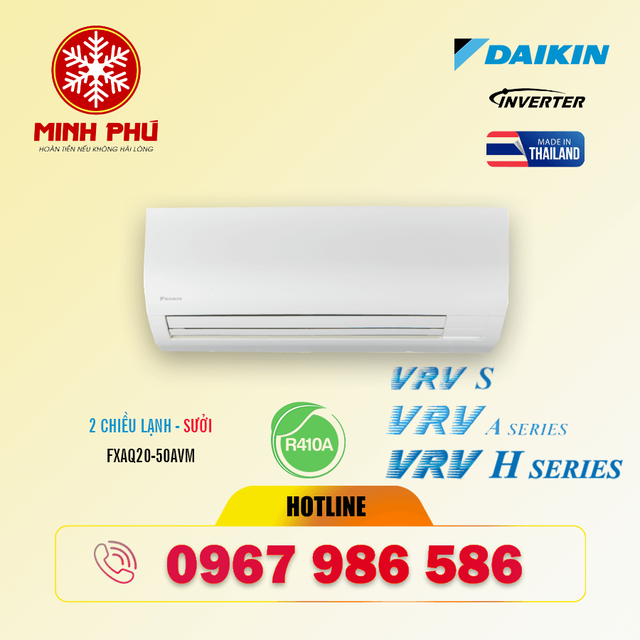 MINH PHÚ
HOÀN TIỀN NẾU KHÔNG HÀI LÒNG
DAIKIN
INVERTER
MADE IN
THAILAND
DAIKIN
VRV S
VRV A SERIES
VRV H SERIES
2 CHIỀU LẠNH - SƯỞI
FXAQ20-50AVM
R410A
HOTLINE
0967 986 586